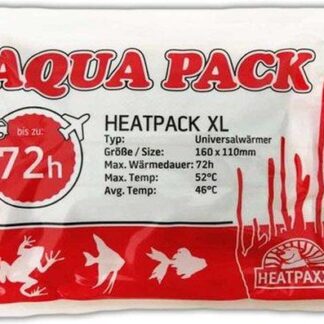 AQUA PACK
bis zu:
72h
HEATPACK XL
Typ: Universalwärmer
Größe / Size: 160 x 110mm
Max. Wärmedauer: 72h
Max. Temp: 52°C
Avg. Temp: 46°C
HEATPAXX